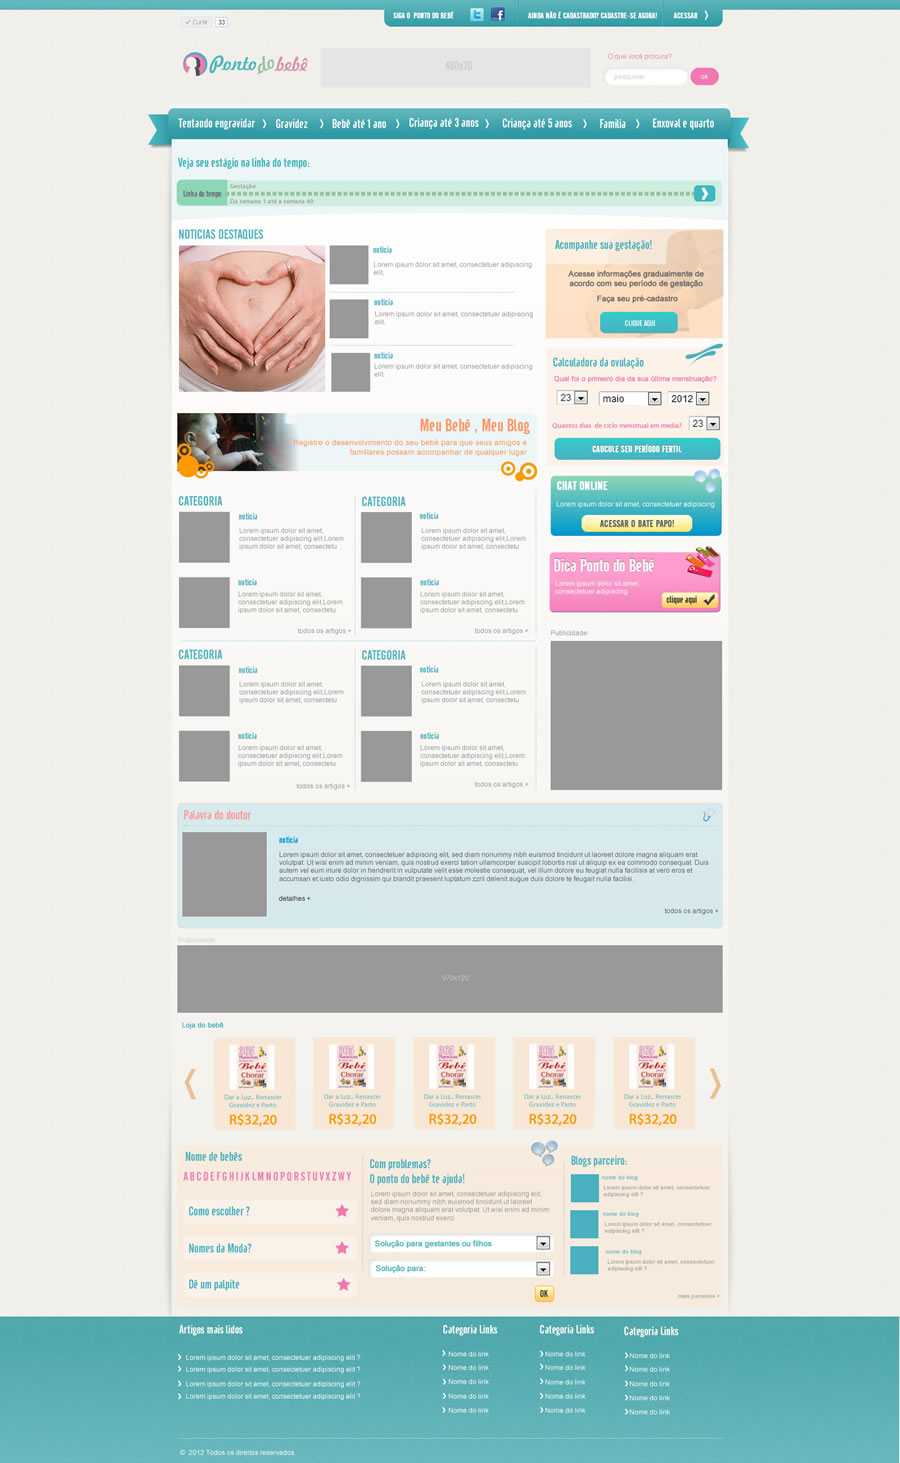 Curtir 33
SIGA O PONTO DO BEBÊ
AINDA NÃO É CADASTRADO? CADASTRE-SE AGORA!
ACESSAR
Ponto do bebê
480x70
O que você procura?
pesquisar
ok
Tentando engravidar
Gravidez
Bebê até 1 ano
Criança até 3 anos
Criança até 5 anos
Família
Enxoval e quarto
Veja seu estágio na linha do tempo:
Linha do tempo
Gestação
Da semana 1 até a semana 40
NOTICIAS DESTAQUES
noticia
Lorem ipsum dolor sit amet, consectetuer adipiscing
elit,
noticia
Lorem ipsum dolor sit amet, consectetuer adipiscing
elit,
noticia
Lorem ipsum dolor sit amet, consectetuer adipiscing
elit,
Acompanhe sua gestação!
Acesse informações gradualmente de
acordo com seu período de gestação
Faça seu pré-cadastro
CLIQUE AQUI
Calculadora da ovulação
Qual foi o primeiro dia da sua última menstruação?
23
maio
2012
Quantos dias de ciclo menstrual em media?
23
CAUCULE SEU PERÍODO FERTIL
Meu Bebê , Meu Blog
Registre o desenvolvimento do seu bebê para que seus amigos e
familiares possam acompanhar de qualquer lugar
CHAT ONLINE
Lorem ipsum dolor sit amet, consectetuer adipiscing
ACESSAR O BATE PAPO!
CATEGORIA
noticia
Lorem ipsum dolor sit amet,
consectetuer adipiscing elit,Lorem
ipsum dolor sit amet, consectetu
noticia
Lorem ipsum dolor sit amet,
consectetuer adipiscing elit,Lorem
ipsum dolor sit amet, consectetu
todos os artigos +
CATEGORIA
noticia
Lorem ipsum dolor sit amet,
consectetuer adipiscing elit,Lorem
ipsum dolor sit amet, consectetu
noticia
Lorem ipsum dolor sit amet,
consectetuer adipiscing elit,Lorem
ipsum dolor sit amet, consectetu
todos os artigos +
Dica Ponto do Bebê
Lorem ipsum dolor sit amet,
consectetuer adipiscing
clique aqui
Publicidade
CATEGORIA
noticia
Lorem ipsum dolor sit amet,
consectetuer adipiscing elit,Lorem
ipsum dolor sit amet, consectetu
noticia
Lorem ipsum dolor sit amet,
consectetuer adipiscing elit,Lorem
ipsum dolor sit amet, consectetu
todos os artigos +
CATEGORIA
noticia
Lorem ipsum dolor sit amet,
consectetuer adipiscing elit,Lorem
ipsum dolor sit amet, consectetu
noticia
Lorem ipsum dolor sit amet,
consectetuer adipiscing elit,Lorem
ipsum dolor sit amet, consectetu
todos os artigos +
Palavra do doutor
noticia
Lorem ipsum dolor sit amet, consectetuer adipiscing elit, sed diam nonummy nibh euismod tincidunt ut laoreet dolore magna aliquam erat
volutpat. Ut wisi enim ad minim veniam, quis nostrud exerci tation ullamcorper suscipit lobortis nisl ut aliquip ex ea commodo consequat. Duis
autem vel eum iriure dolor in hendrerit in vulputate velit esse molestie consequat, vel illum dolore eu feugiat nulla facilisis at vero eros et
accumsan et iusto odio dignissim qui blandit praesent luptatum zzril delenit augue duis dolore te feugait nulla facilisi.
detalhes +
todos os artigos +
Publicidade
970x120
Loja do bebê
Bebê
Chorar
Dar a Luz., Renascer
Gravidez e Parto
R$32,20
Bebê
Chorar
Dar a Luz., Renascer
Gravidez e Parto
R$32,20
Bebê
Chorar
Dar a Luz., Renascer
Gravidez e Parto
R$32,20
Bebê
Chorar
Dar a Luz., Renascer
Gravidez e Parto
R$32,20
Bebê
Chorar
Dar a Luz., Renascer
Gravidez e Parto
R$32,20
Nome de bebês
ABCDEFGHIJKLMNOPQRSTUVXZWY
Como escolher ?
Nomes da Moda?
Dê um palpite
Com problemas?
O ponto do bebê te ajuda!
Lorem ipsum dolor sit amet, consectetuer adipiscing elit,
sed diam nonummy nibh euismod tincidunt ut laoreet
dolore magna aliquam erat volutpat. Ut wisi enim ad minim
veniam, quis nostrud exerci
Solução para gestantes ou filhos
Solução para:
OK
Blogs parceiro:
nome do blog
Lorem ipsum dolor sit amet, consectetuer
adipiscing elit ?
nome do blog
Lorem ipsum dolor sit amet, consectetuer
adipiscing elit ?
nome do blog
Lorem ipsum dolor sit amet, consectetuer
adipiscing elit ?
mais parceiros +
Artigos mais lidos
Lorem ipsum dolor sit amet, consectetuer adipiscing elit ?
Lorem ipsum dolor sit amet, consectetuer adipiscing elit ?
Lorem ipsum dolor sit amet, consectetuer adipiscing elit ?
Lorem ipsum dolor sit amet, consectetuer adipiscing elit ?
Categoria Links
Nome do link
Nome do link
Nome do link
Nome do link
Nome do link
Categoria Links
Nome do link
Nome do link
Nome do link
Nome do link
Nome do link
Categoria Links
Nome do link
Nome do link
Nome do link
Nome do link
Nome do link
© 2012 Todos os direitos reservados